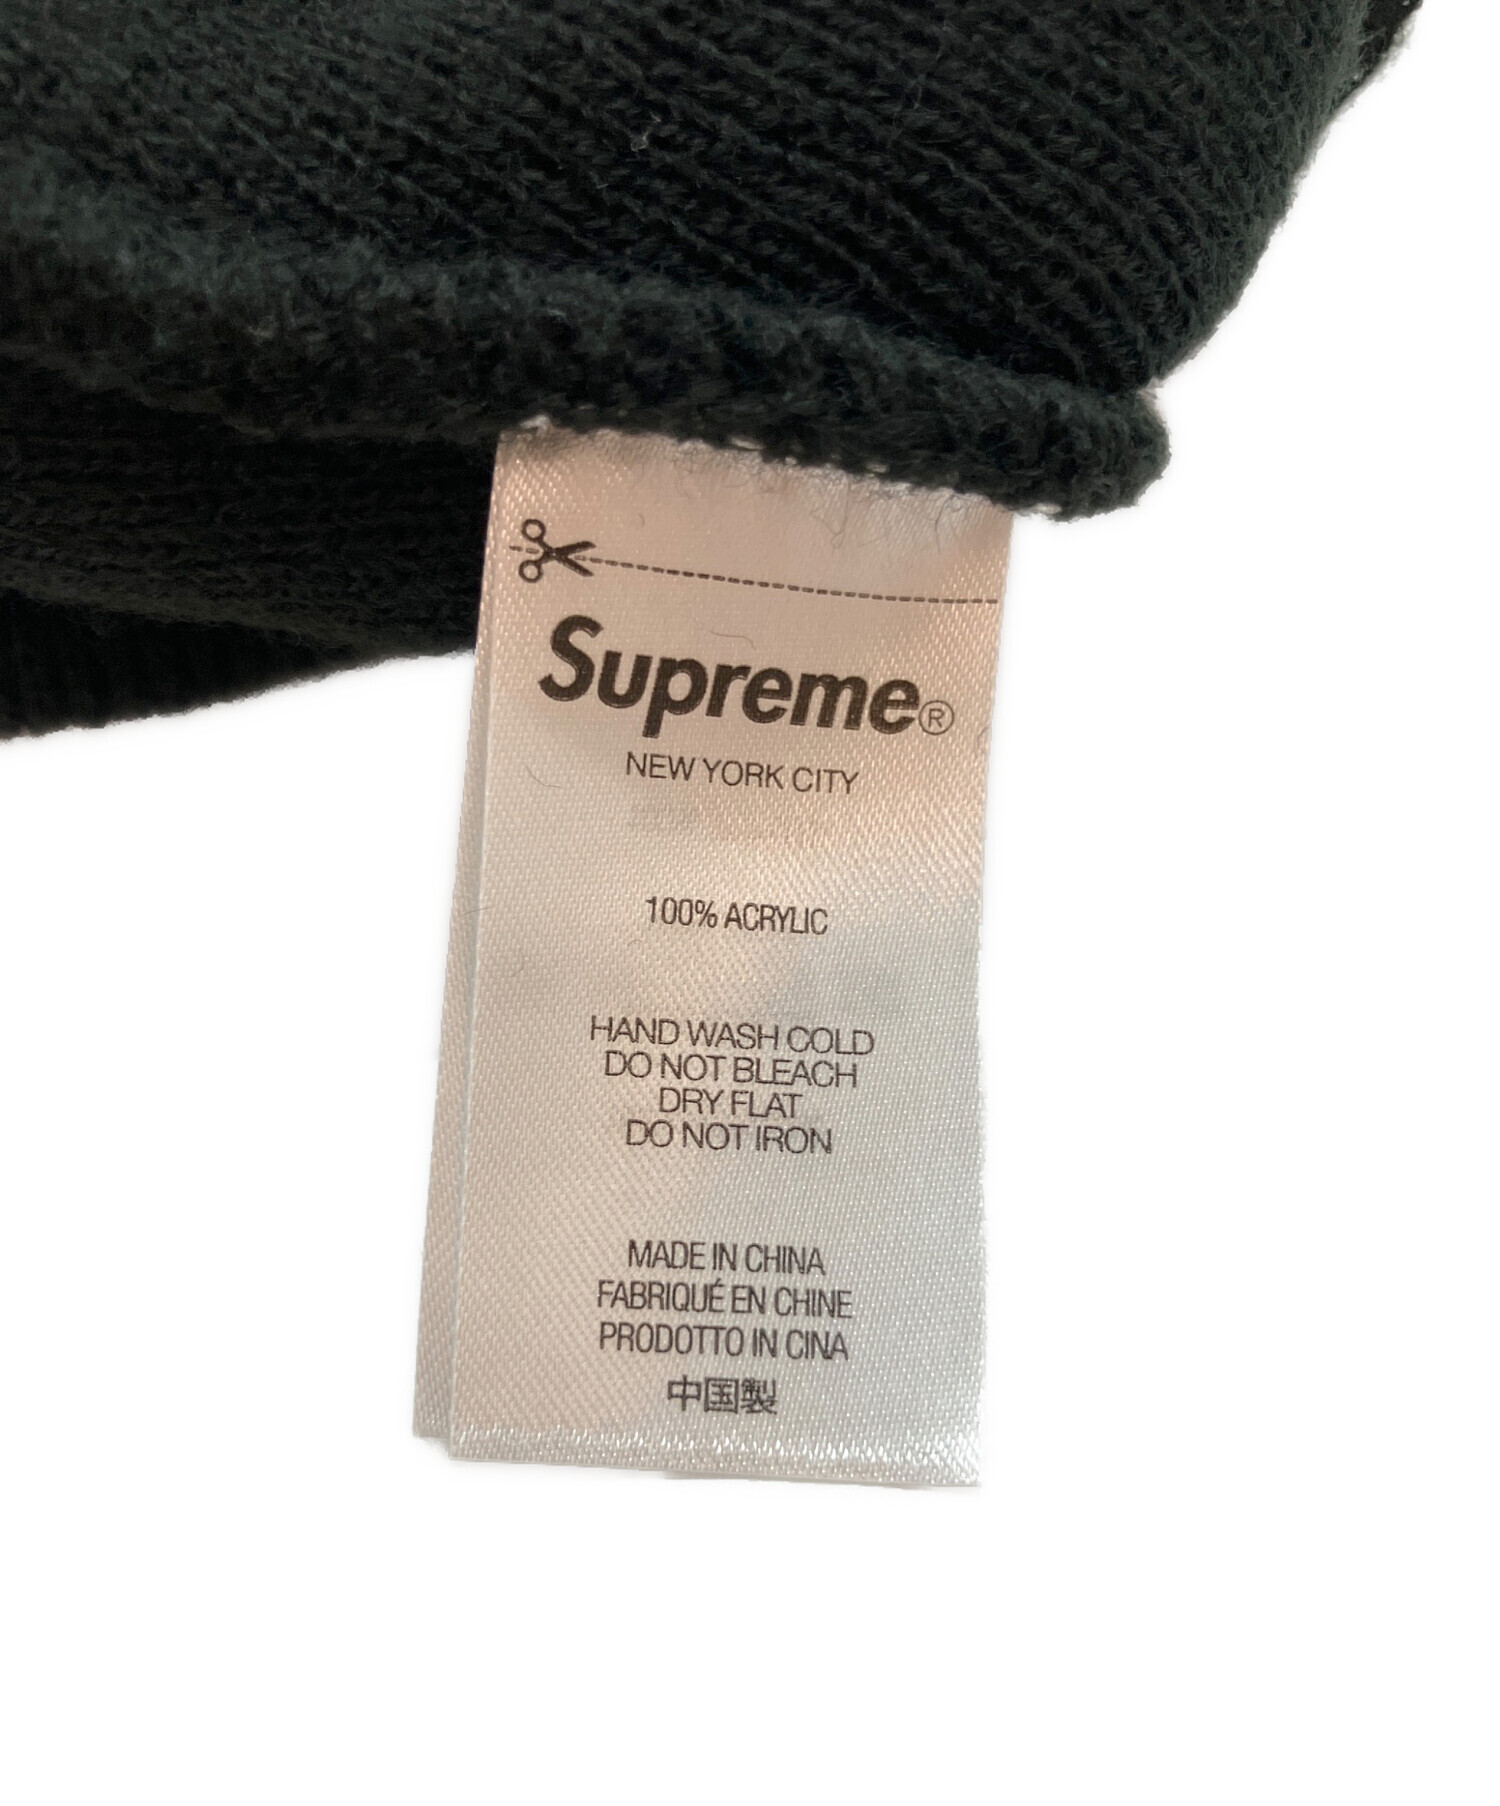 Supreme®
NEW YORK CITY
100% ACRYLIC
HAND WASH COLD
DO NOT BLEACH
DRY FLAT
DO NOT IRON
MADE IN CHINA
FABRIQUÉ EN CHINE
PRODOTTO IN CINA
中国製